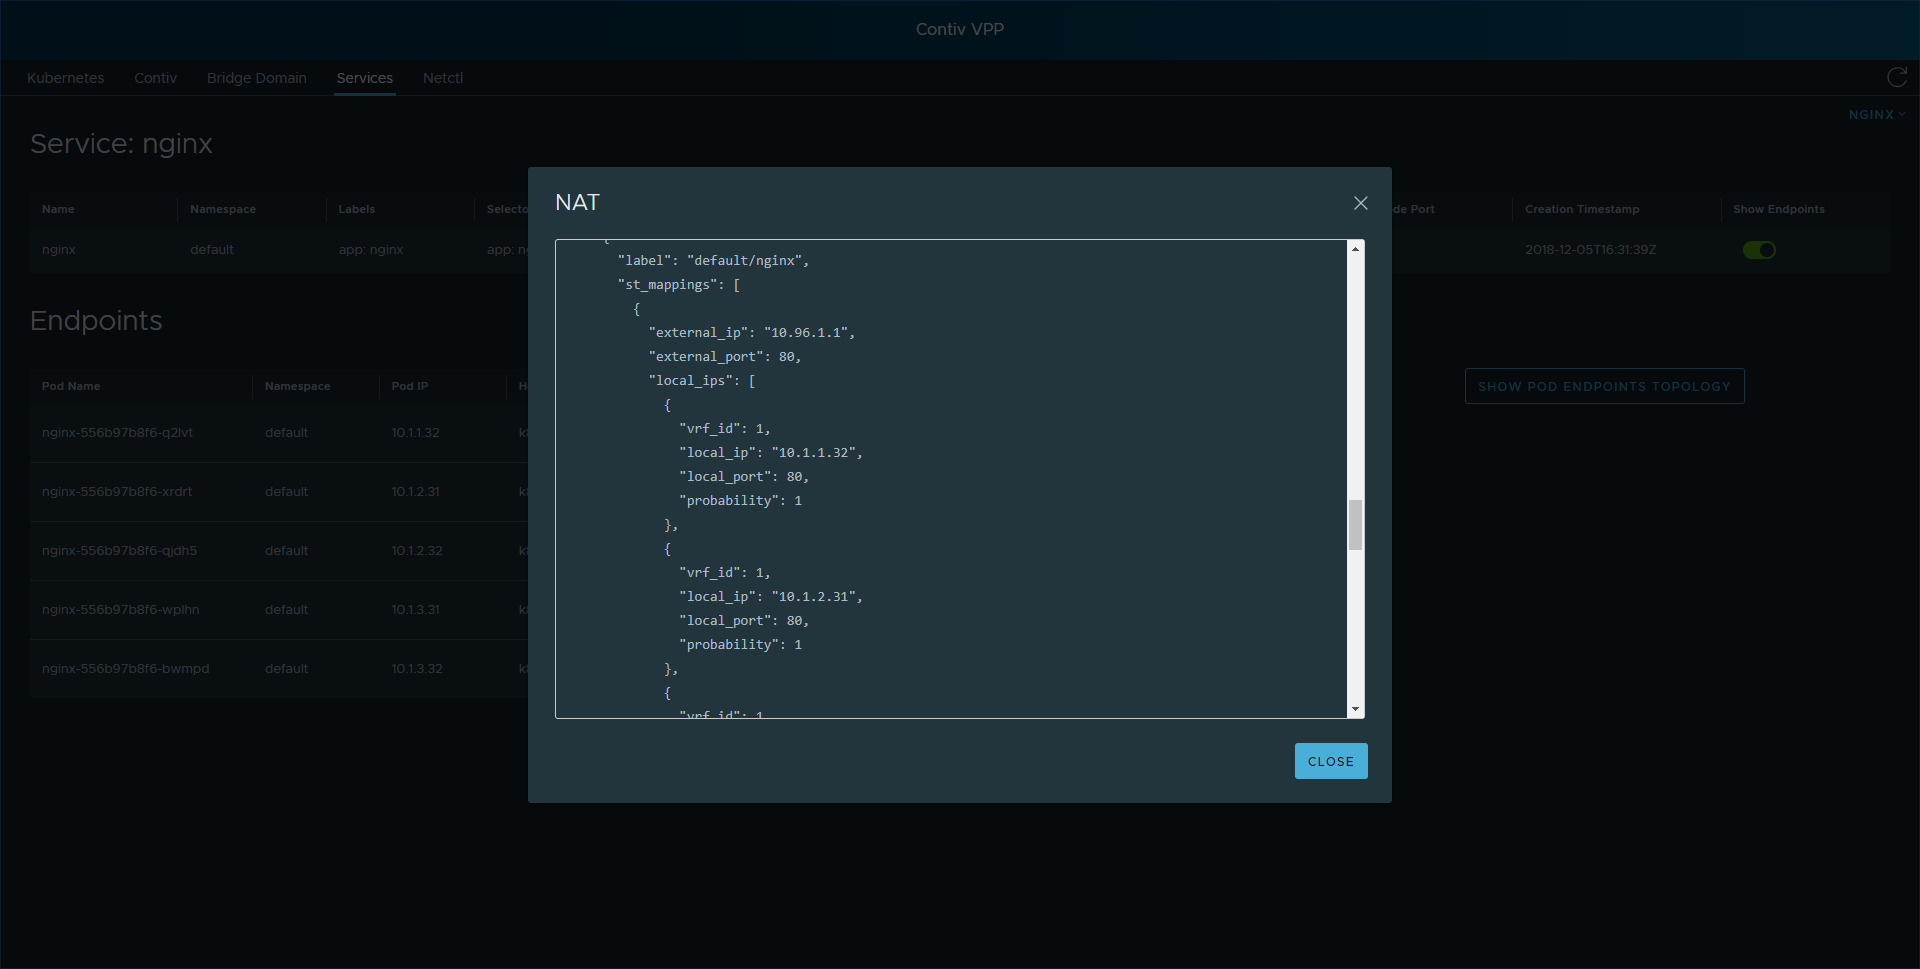 Contiv VPP
Kubernetes Contiv Bridge Domain Services Netctl
NGINX
Service: nginx
Name Namespace Labels Selecto de Port Creation Timestamp Show Endpoints
nginx default app: nginx app: n 2018-12-05T16:31:39Z
Endpoints
Pod Name Namespace Pod IP H
nginx-556b97b8f6-q2lvt default 10.1.1.32 k
nginx-556b97b8f6-xrdrt default 10.1.2.31 k
nginx-556b97b8f6-qjdh5 default 10.1.2.32 k
nginx-556b97b8f6-wplhn default 10.1.3.31 k
nginx-556b97b8f6-bwmpd default 10.1.3.32 k
SHOW POD ENDPOINTS TOPOLOGY
NAT
{
"label": "default/nginx",
"st_mappings": [
{
"external_ip": "10.96.1.1",
"external_port": 80,
"local_ips": [
{
"vrf_id": 1,
"local_ip": "10.1.1.32",
"local_port": 80,
"probability": 1
},
{
"vrf_id": 1,
"local_ip": "10.1.2.31",
"local_port": 80,
"probability": 1
},
{
"vrf_id": 1
CLOSE